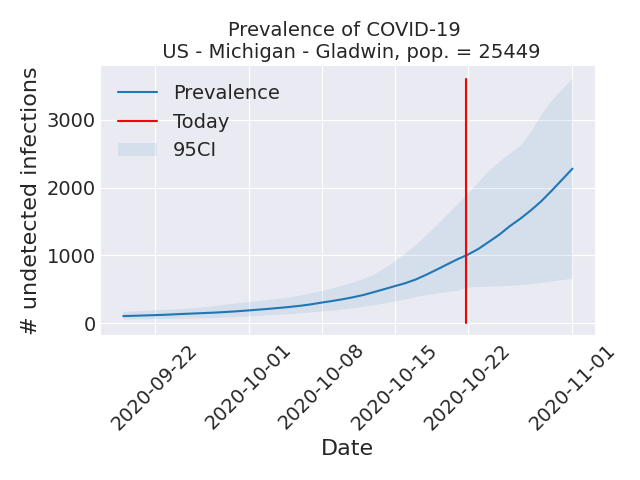 Prevalence of COVID-19
US - Michigan - Gladwin, pop. = 25449
# undetected infections
3000
2000
1000
0
Prevalence
Today
95CI
2020-09-22
2020-10-01
2020-10-08
2020-10-15
2020-10-22
2020-11-01
Date